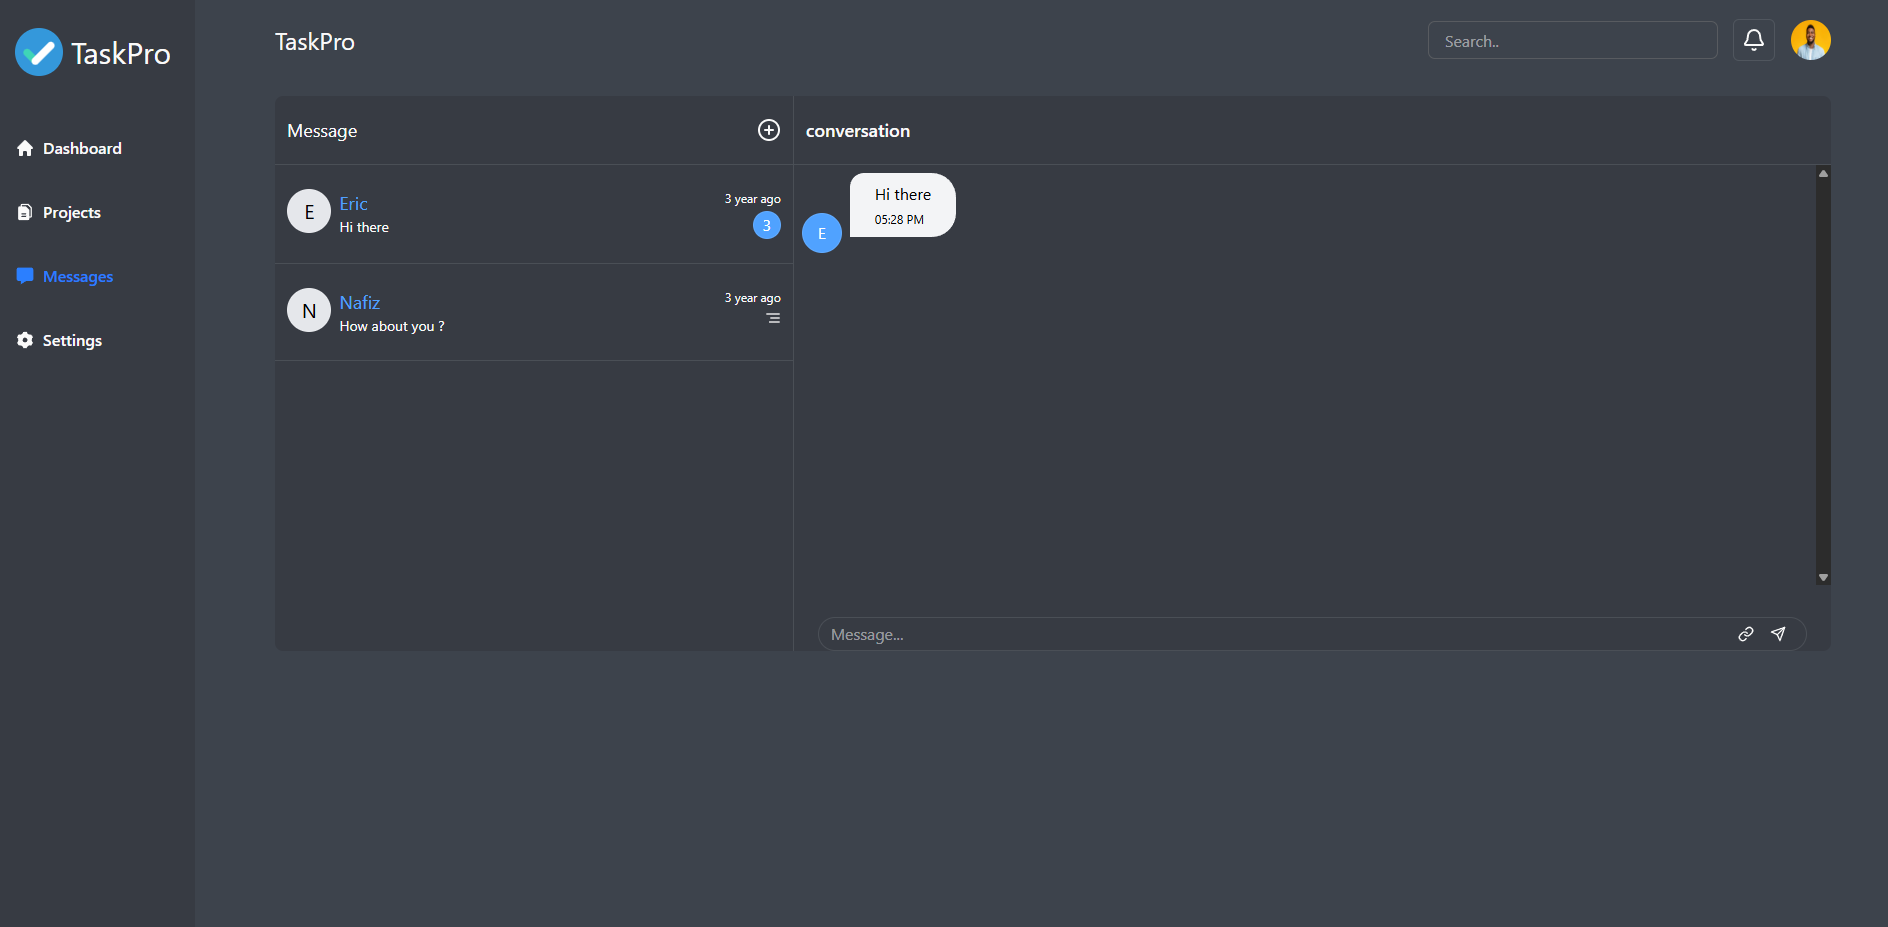 TaskPro
Dashboard
Projects
Messages
Settings
TaskPro
Search..
Message
E
Eric
Hi there
3 year ago
3
N
Nafiz
How about you ?
3 year ago
conversation
Hi there
05:28 PM
E
Message...